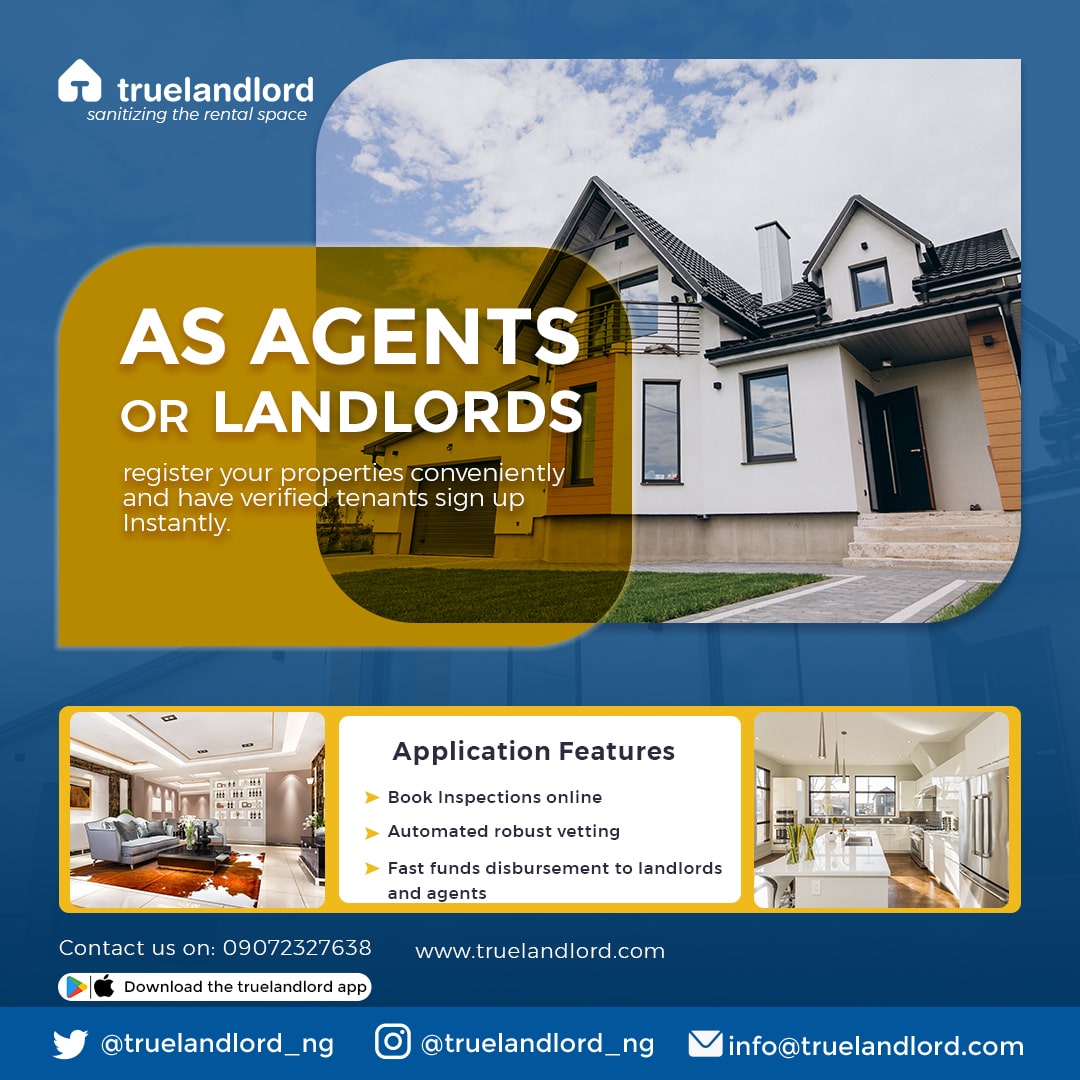 truelandlord
sanitizing the rental space
AS AGENTS
OR LANDLORDS
register your properties conveniently
and have verified tenants sign up
Instantly.
Application Features
Book Inspections online
Automated robust vetting
Fast funds disbursement to landlords
and agents
Contact us on: 09072327638
www.truelandlord.com
Download the truelandlord app
@truelandlord_ng
@truelandlord_ng
info@truelandlord.com